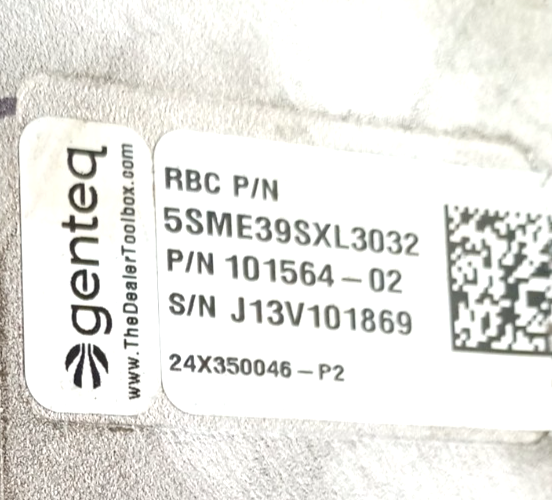 genteq
www.TheDealerToolbox.com
RBC P/N
5SME39SXL3032
P/N 101564-02
S/N J13V101869
24X350046-P2